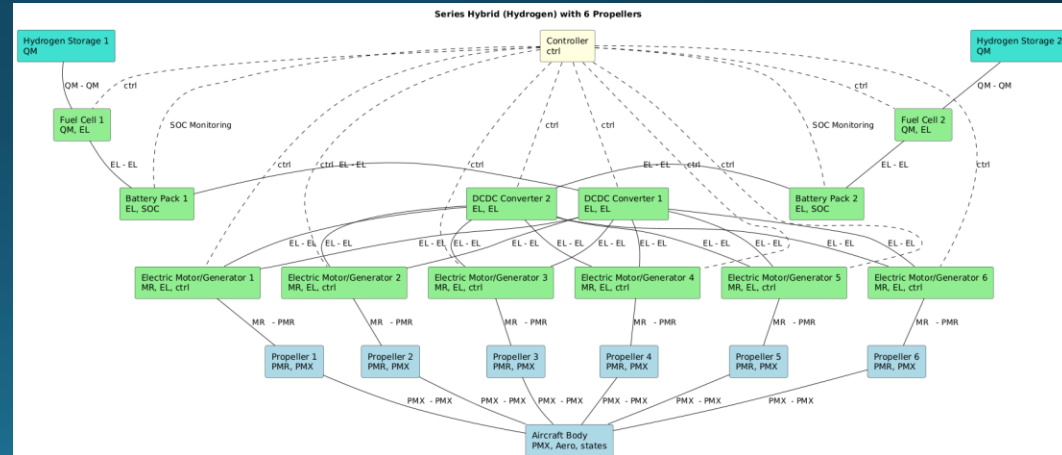 Series Hybrid (Hydrogen) with 6 Propellers
Hydrogen Storage 1
QM
Controller
ctrl
Hydrogen Storage 2
QM
QM - QM
ctrl
ctrl
QM - QM
Fuel Cell 1
QM, EL
SOC Monitoring
ctrl
ctrl
ctrl
SOC Monitoring
Fuel Cell 2
QM, EL
EL - EL
ctrl
ctrl
EL - EL
EL - EL
ctrl
ctrl
EL - EL
ctrl
Battery Pack 1
EL, SOC
DCDC Converter 2
EL, EL
DCDC Converter 1
EL, EL
Battery Pack 2
EL, SOC
EL - EL
EL - EL
EL - EL
EL - EL
EL - EL
EL - EL
EL - EL
EL - EL
EL - EL
EL - EL
EL - EL
EL - EL
Electric Motor/Generator 1
MR, EL, ctrl
Electric Motor/Generator 2
MR, EL, ctrl
Electric Motor/Generator 3
MR, EL, ctrl
Electric Motor/Generator 4
MR, EL, ctrl
Electric Motor/Generator 5
MR, EL, ctrl
Electric Motor/Generator 6
MR, EL, ctrl
MR - PMR
MR - PMR
MR - PMR
MR - PMR
MR - PMR
MR - PMR
Propeller 1
PMR, PMX
Propeller 2
PMR, PMX
Propeller 3
PMR, PMX
Propeller 4
PMR, PMX
Propeller 5
PMR, PMX
Propeller 6
PMR, PMX
PMX - PMX
PMX - PMX
PMX - PMX
PMX - PMX
PMX - PMX
PMX - PMX
Aircraft Body
PMX, Aero, states